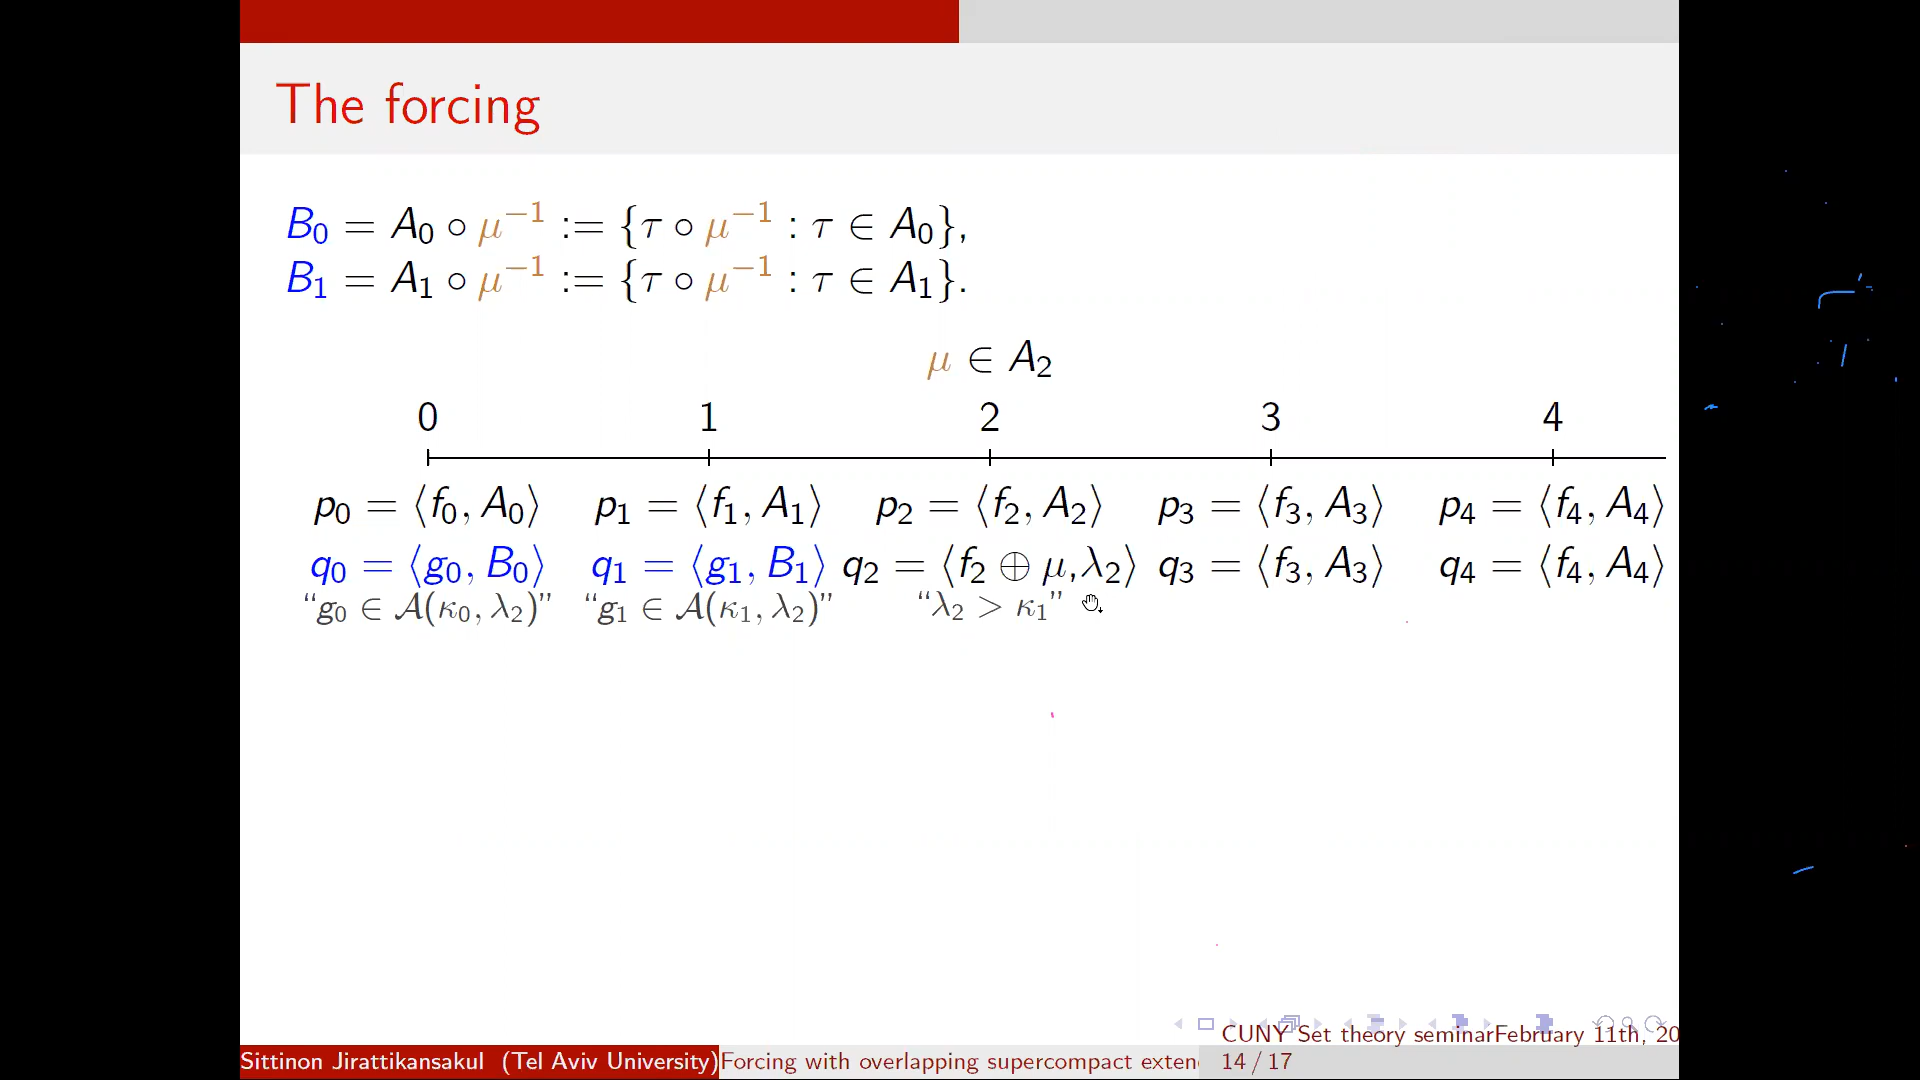 The forcing
B₀ = A₀ ∘ μ⁻¹ := {τ ∘ μ⁻¹ : τ ∈ A₀},
B₁ = A₁ ∘ μ⁻¹ := {τ ∘ μ⁻¹ : τ ∈ A₁}.
μ ∈ A₂
0 1 2 3 4
p₀ = ⟨f₀, A₀⟩ p₁ = ⟨f₁, A₁⟩ p₂ = ⟨f₂, A₂⟩ p₃ = ⟨f₃, A₃⟩ p₄ = ⟨f₄, A₄⟩
q₀ = ⟨g₀, B₀⟩ q₁ = ⟨g₁, B₁⟩ q₂ = ⟨f₂ ⊕ μ, λ₂⟩ q₃ = ⟨f₃, A₃⟩ q₄ = ⟨f₄, A₄⟩
“g₀ ∈ 𝒜(κ₀, λ₂)” “g₁ ∈ 𝒜(κ₁, λ₂)” “λ₂ > κ₁”
CUNY Set theory seminarFebruary 11th, 20
Sittinon Jirattikansakul (Tel Aviv University) Forcing with overlapping supercompact exten 14 / 17